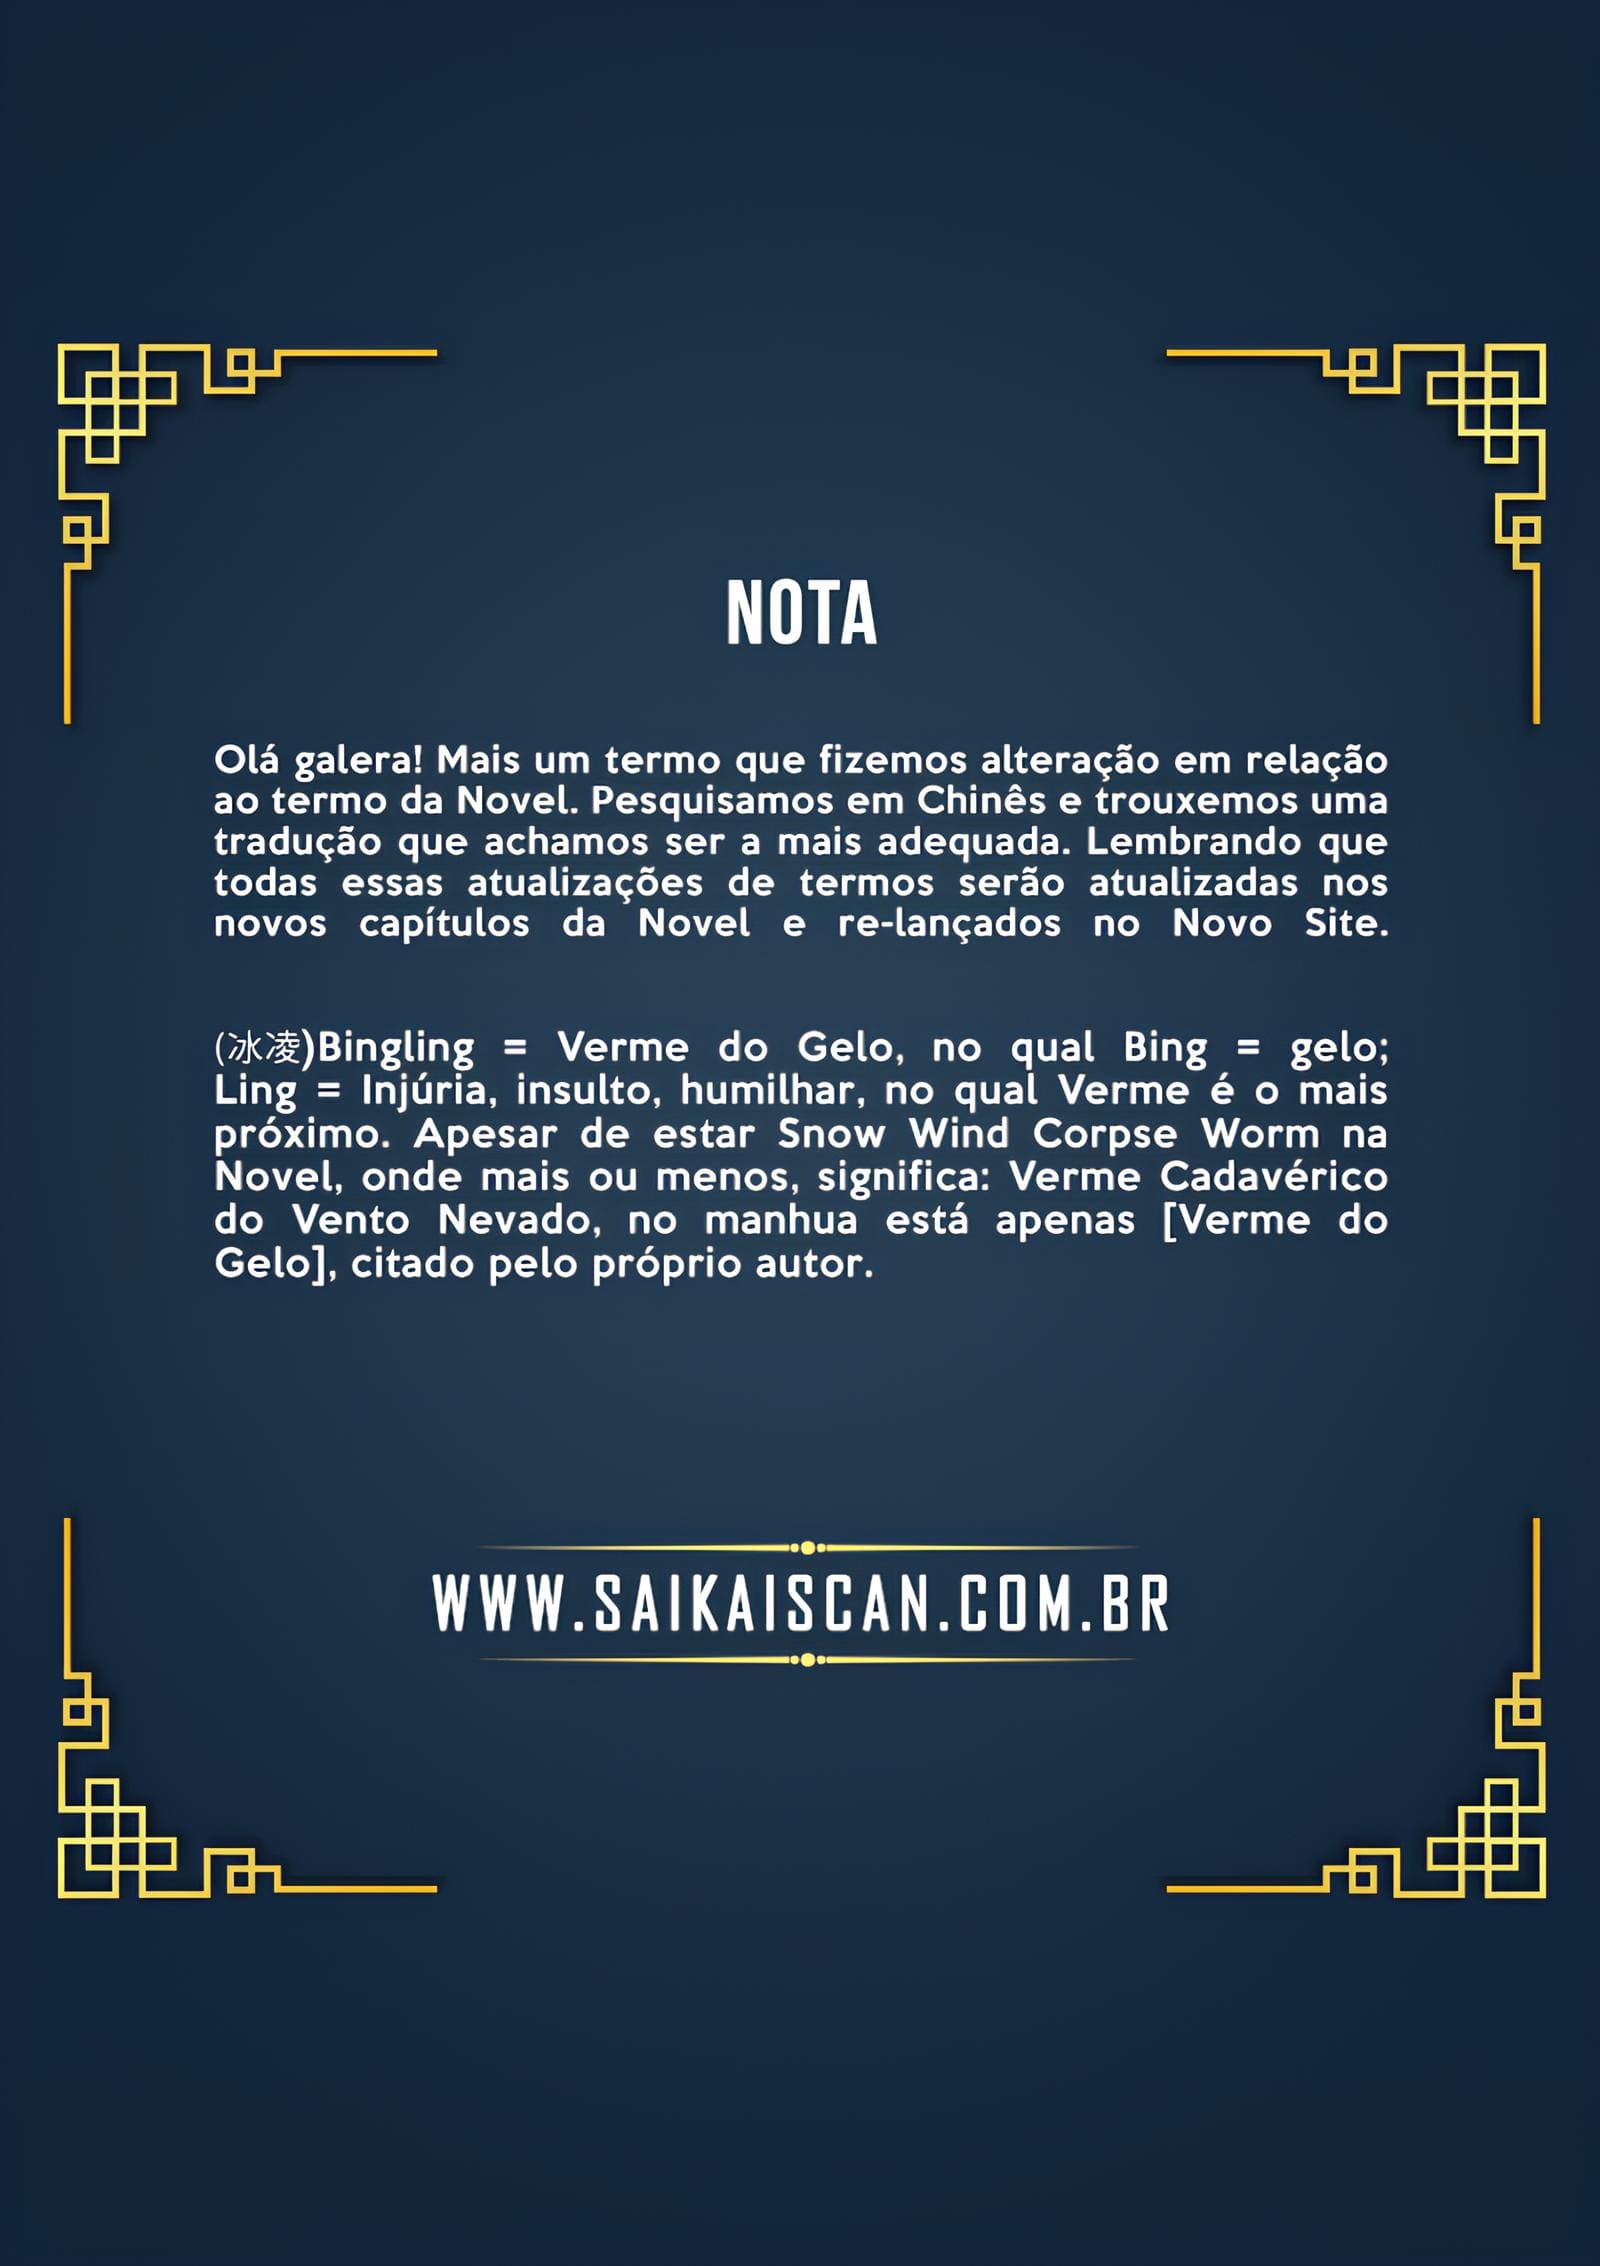 NOTA
Olá galera! Mais um termo que fizemos alteração em relação
ao termo da Novel. Pesquisamos em Chinês e trouxemos uma
tradução que achamos ser a mais adequada. Lembrando que
todas essas atualizações de termos serão atualizadas nos
novos capítulos da Novel e re-lançados no Novo Site.
(冰凌)Bingling = Verme do Gelo, no qual Bing = gelo;
Ling = Injúria, insulto, humilhar, no qual Verme é o mais
próximo. Apesar de estar Snow Wind Corpse Worm na
Novel, onde mais ou menos, significa: Verme Cadavérico
do Vento Nevado, no manhua está apenas [Verme do
Gelo], citado pelo próprio autor.
WWW.SAIKAISCAN.COM.BR